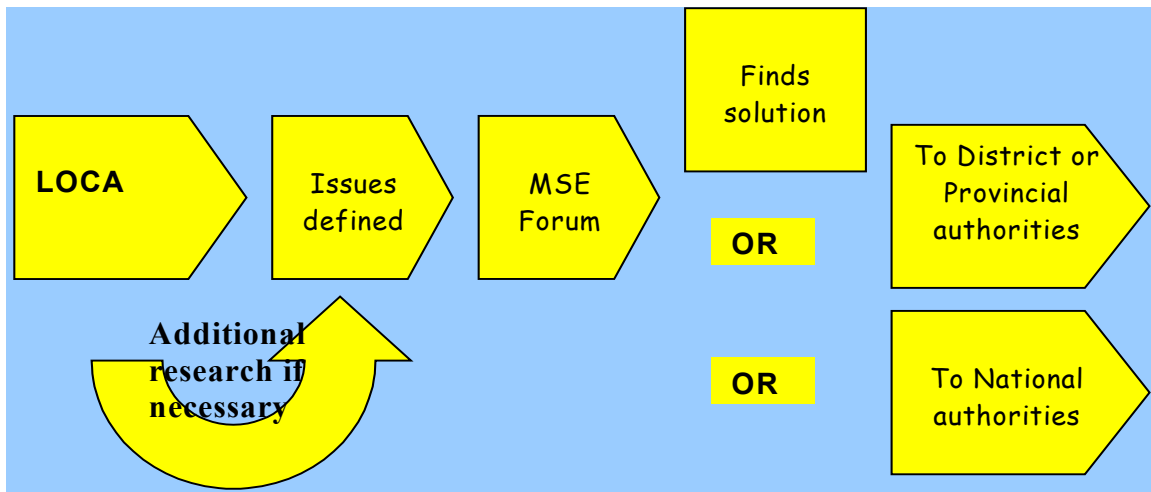 LOCA
Issues
defined
MSE
Forum
Finds
solution
OR
To District or
Provincial
authorities
OR
To National
authorities
Additional
research if
necessary